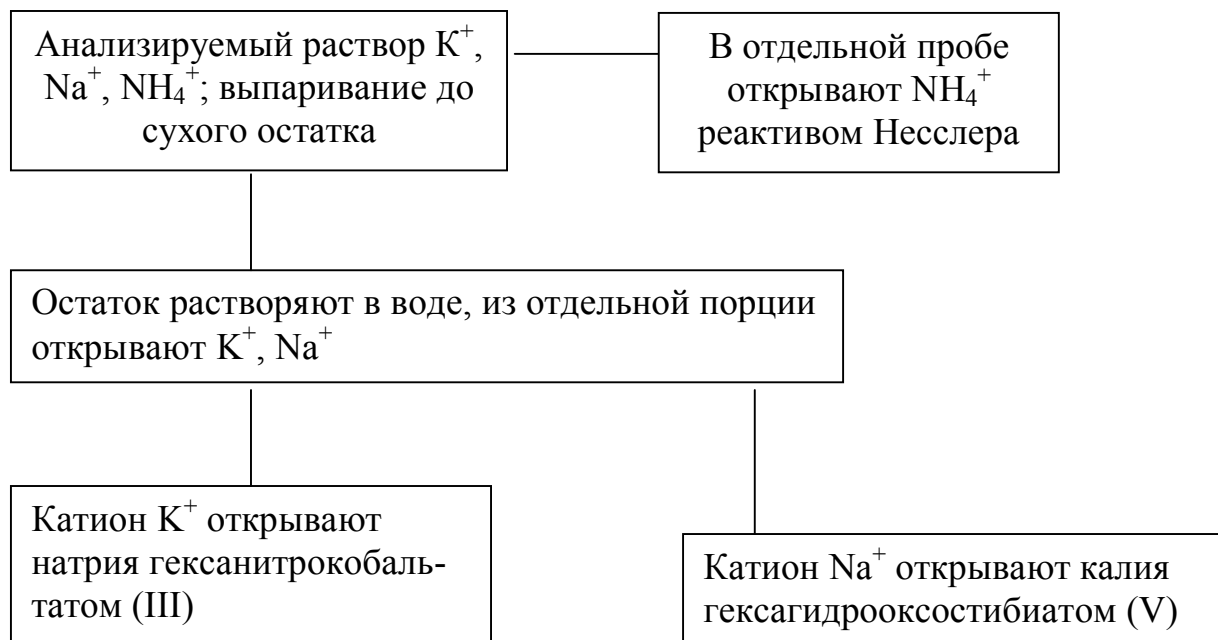 Анализируемый раствор К⁺,
Na⁺, NH₄⁺; выпаривание до
сухого остатка
В отдельной пробе
открывают NH₄⁺
реактивом Несслера
Остаток растворяют в воде, из отдельной порции
открывают K⁺, Na⁺
Катион K⁺ открывают
натрия гексанитрокобаль-
татом (III)
Катион Na⁺ открывают калия
гексагидрооксостибиатом (V)